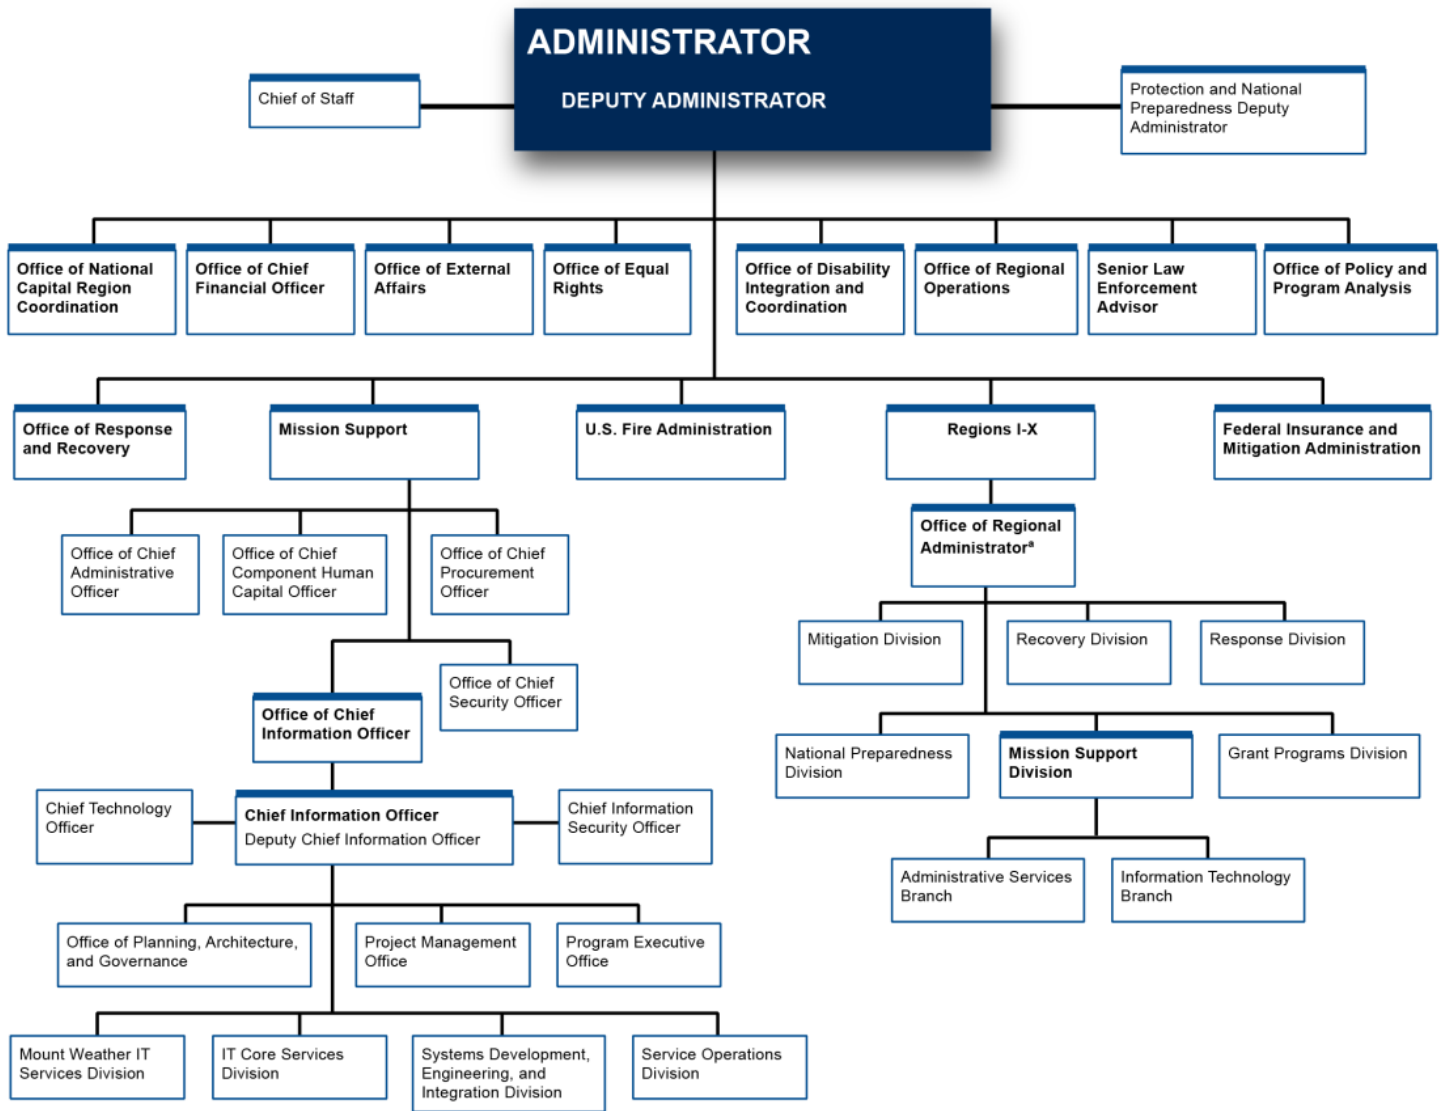 ADMINISTRATOR
DEPUTY ADMINISTRATOR
Chief of Staff
Protection and National
Preparedness Deputy
Administrator
Office of National
Capital Region
Coordination
Office of Chief
Financial Officer
Office of External
Affairs
Office of Equal
Rights
Office of Disability
Integration and
Coordination
Office of Regional
Operations
Senior Law
Enforcement
Advisor
Office of Policy and
Program Analysis
Office of Response
and Recovery
Mission Support
U.S. Fire Administration
Regions I-X
Federal Insurance and
Mitigation Administration
Office of Chief
Administrative
Officer
Office of Chief
Component Human
Capital Officer
Office of Chief
Procurement
Officer
Office of Regional
Administratorª
Mitigation Division
Recovery Division
Response Division
Office of Chief
Security Officer
Office of Chief
Information Officer
National Preparedness
Division
Mission Support
Division
Grant Programs Division
Chief Technology
Officer
Chief Information Officer
Deputy Chief Information Officer
Chief Information
Security Officer
Administrative Services
Branch
Information Technology
Branch
Office of Planning, Architecture,
and Governance
Project Management
Office
Program Executive
Office
Mount Weather IT
Services Division
IT Core Services
Division
Systems Development,
Engineering, and
Integration Division
Service Operations
Division